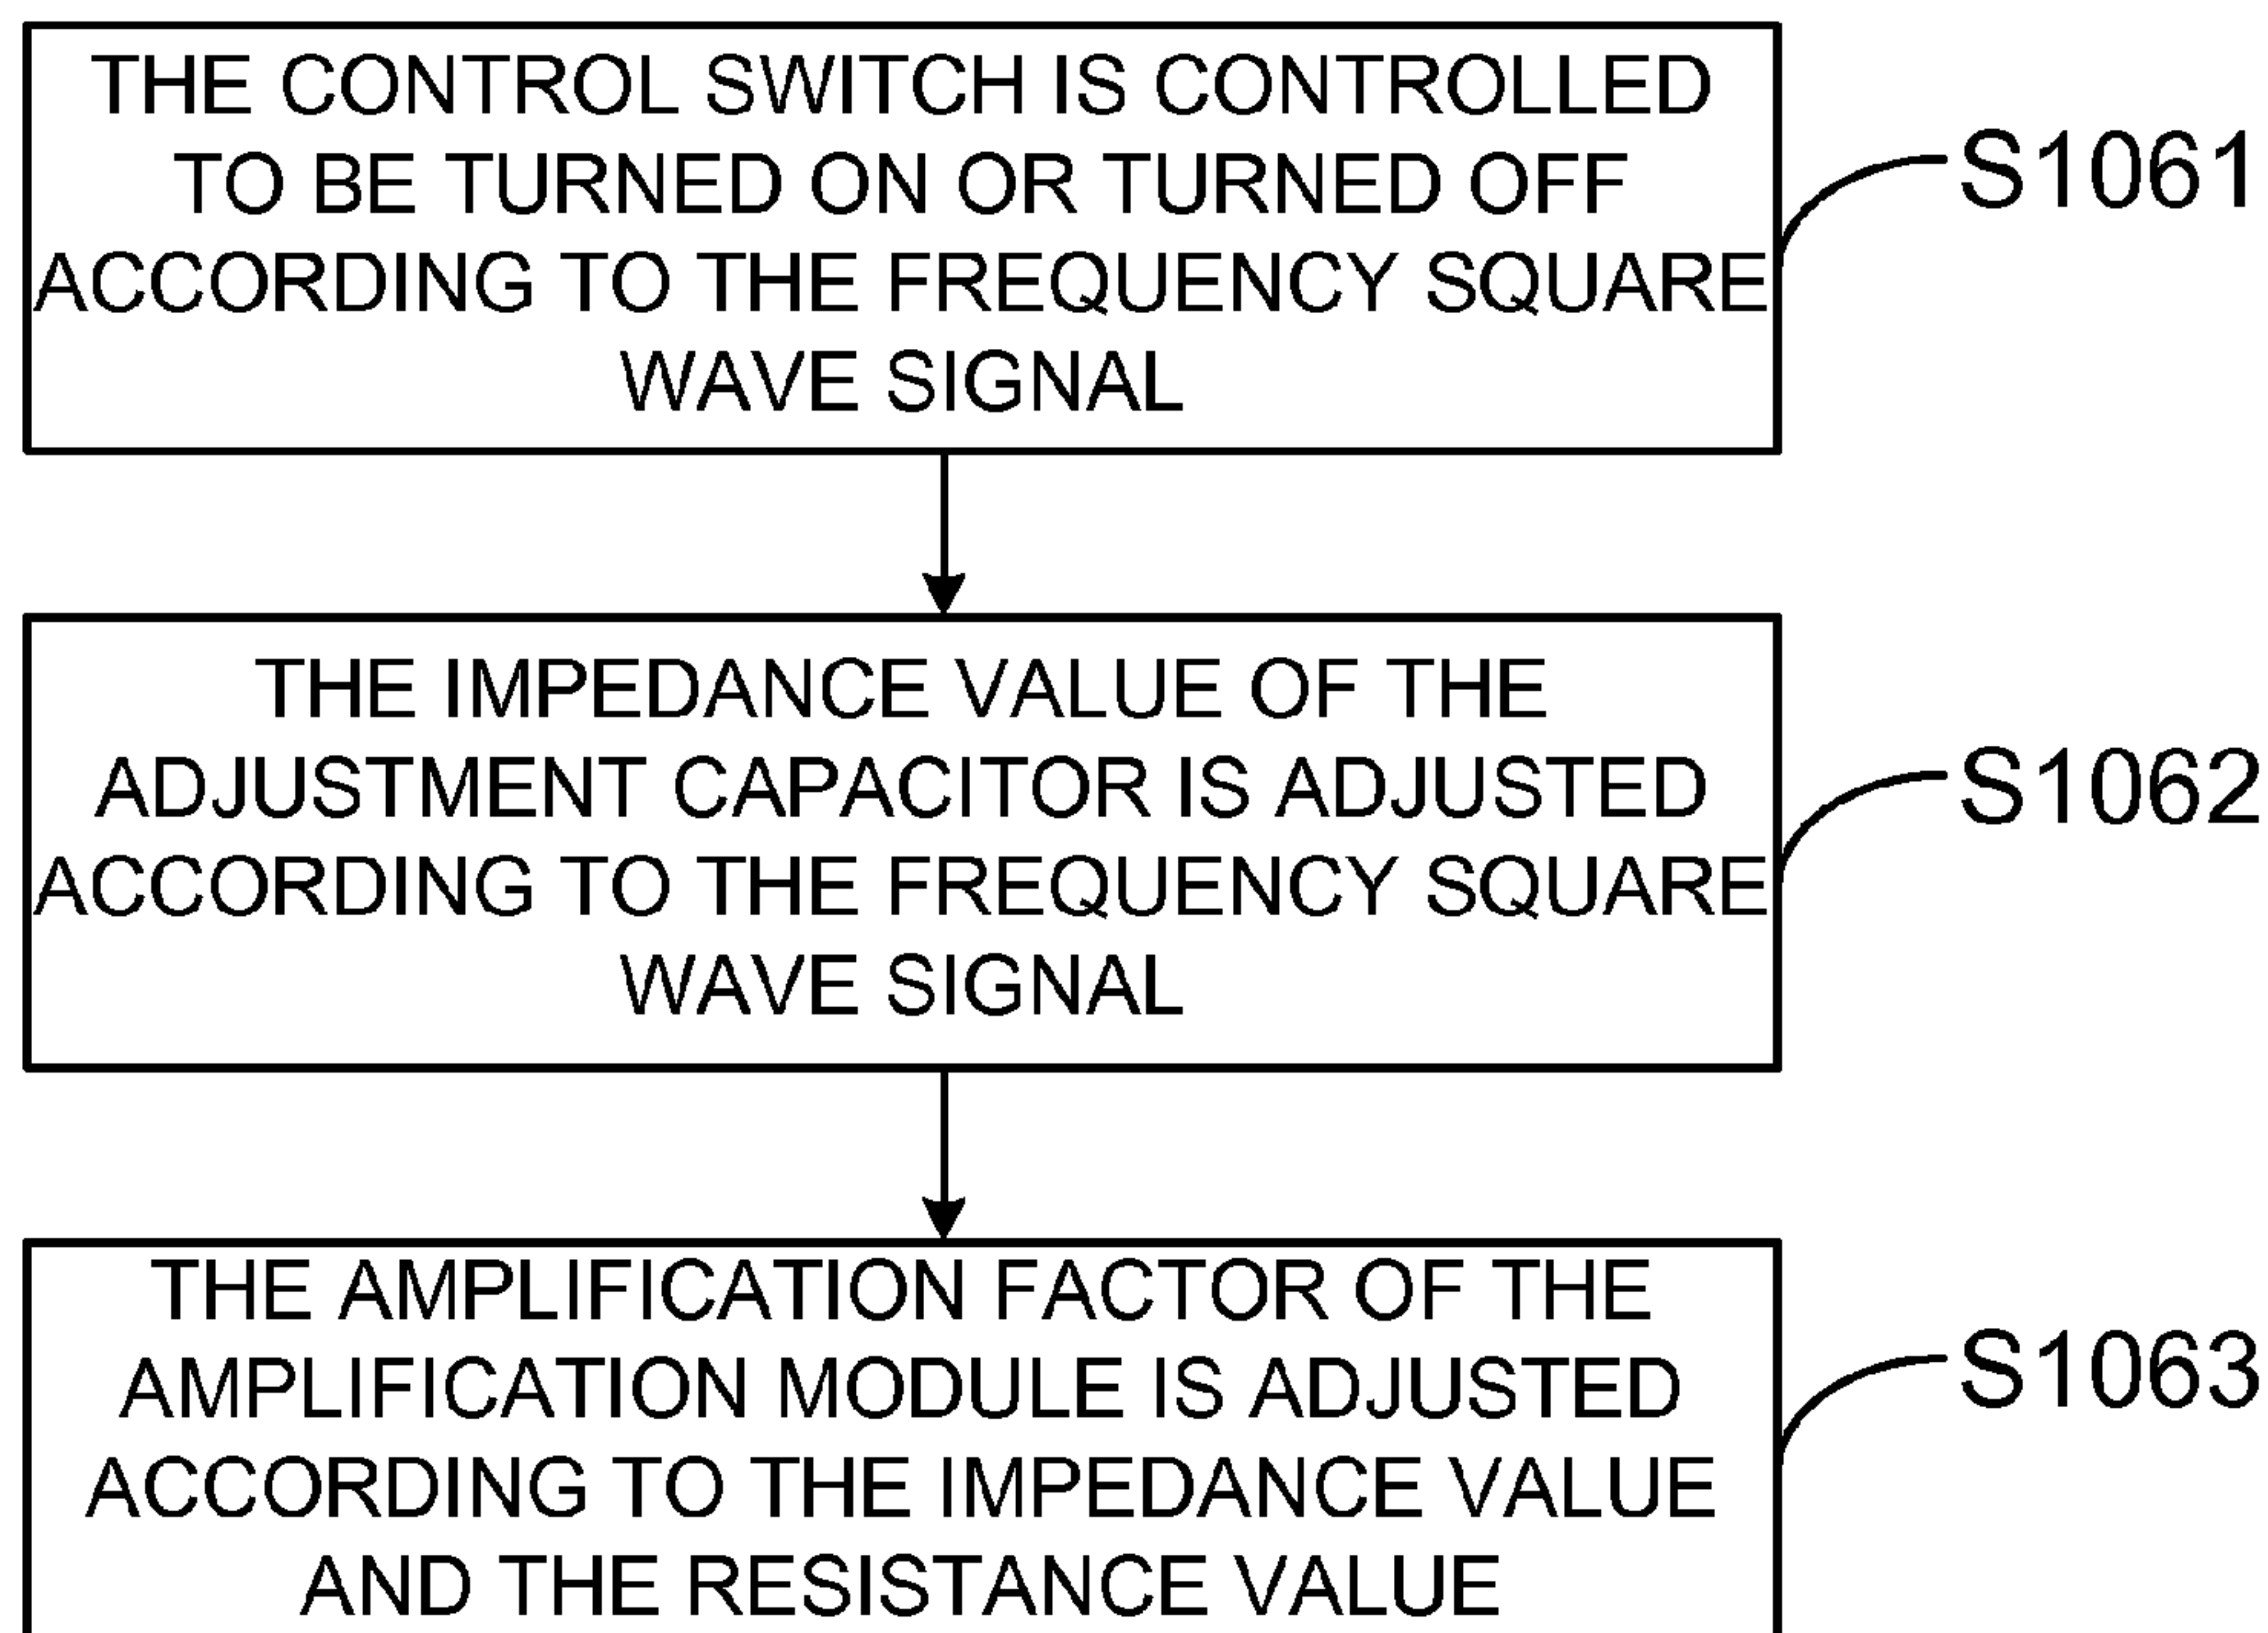 THE CONTROL SWITCH IS CONTROLLED
TO BE TURNED ON OR TURNED OFF
ACCORDING TO THE FREQUENCY SQUARE
WAVE SIGNAL
S1061
THE IMPEDANCE VALUE OF THE
ADJUSTMENT CAPACITOR IS ADJUSTED
ACCORDING TO THE FREQUENCY SQUARE
WAVE SIGNAL
S1062
THE AMPLIFICATION FACTOR OF THE
AMPLIFICATION MODULE IS ADJUSTED
ACCORDING TO THE IMPEDANCE VALUE
AND THE RESISTANCE VALUE
S1063